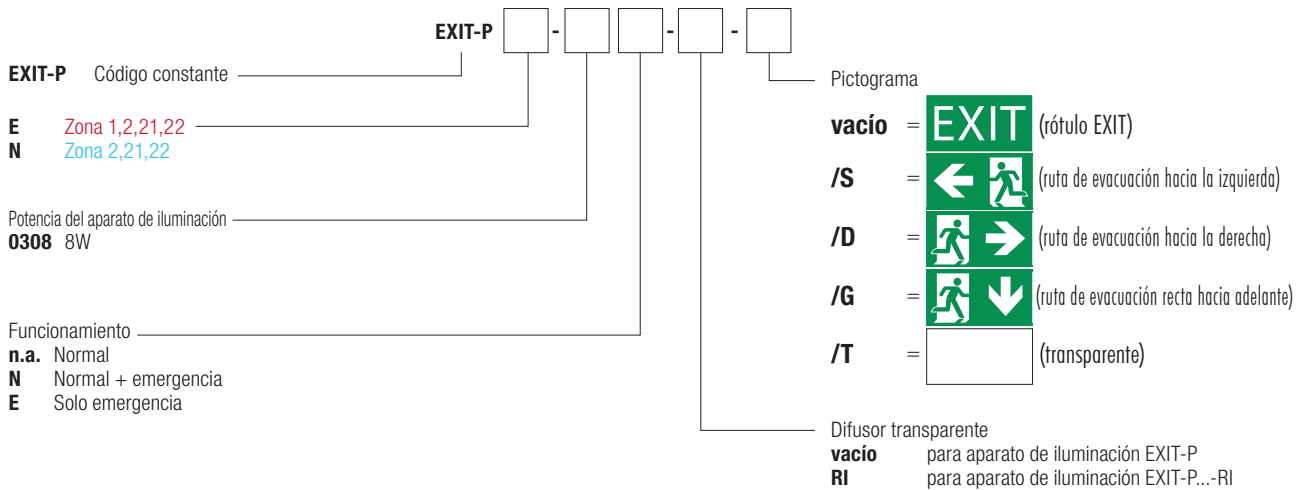 EXIT-P - - -
EXIT-P Código constante
E Zona 1,2,21,22
N Zona 2,21,22
Potencia del aparato de iluminación
0308 8W
Funcionamiento
n.a. Normal
N Normal + emergencia
E Solo emergencia
Pictograma
vacío = EXIT (rótulo EXIT)
/S = (ruta de evacuación hacia la izquierda)
/D = (ruta de evacuación hacia la derecha)
/G = (ruta de evacuación recta hacia adelante)
/T = (transparente)
Difusor transparente
vacío para aparato de iluminación EXIT-P
RI para aparato de iluminación EXIT-P...-RI